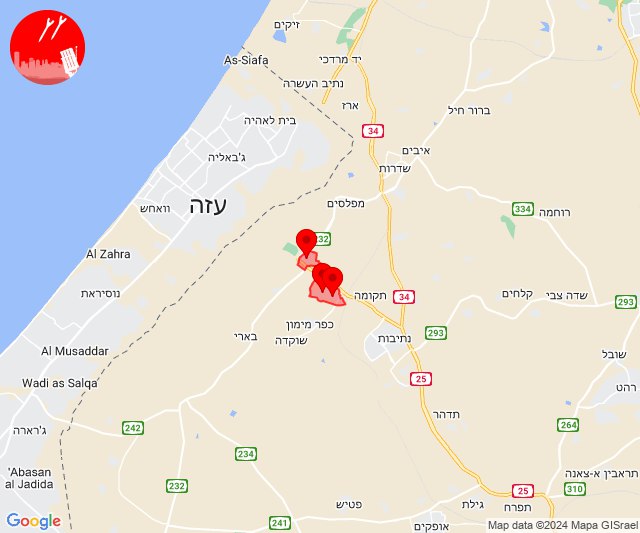 זיקים
As-Siafa
יד מרדכי
נתיב העשרה
ארז
ברור חיל
בית לאהיה
34
איבים
ג'באליה
שדרות
מפלסים
עזה
וואחש
334
רוחמה
232
Al Zahra
נוסיראת
תקומה
34
קלחים
שדה צבי
293
כפר מימון
בארי
שוקדה
נתיבות
293
Al Musaddar
שובל
Wadi as Salqa
25
רהט
תדהר
ג'רארה
242
264
234
'Abasan
al Jadida
תראבין א-צאנה
232
25
310
גילת
תפרח
פטיש
241
אופקים
Google
Map data ©2024 Mapa GISrael